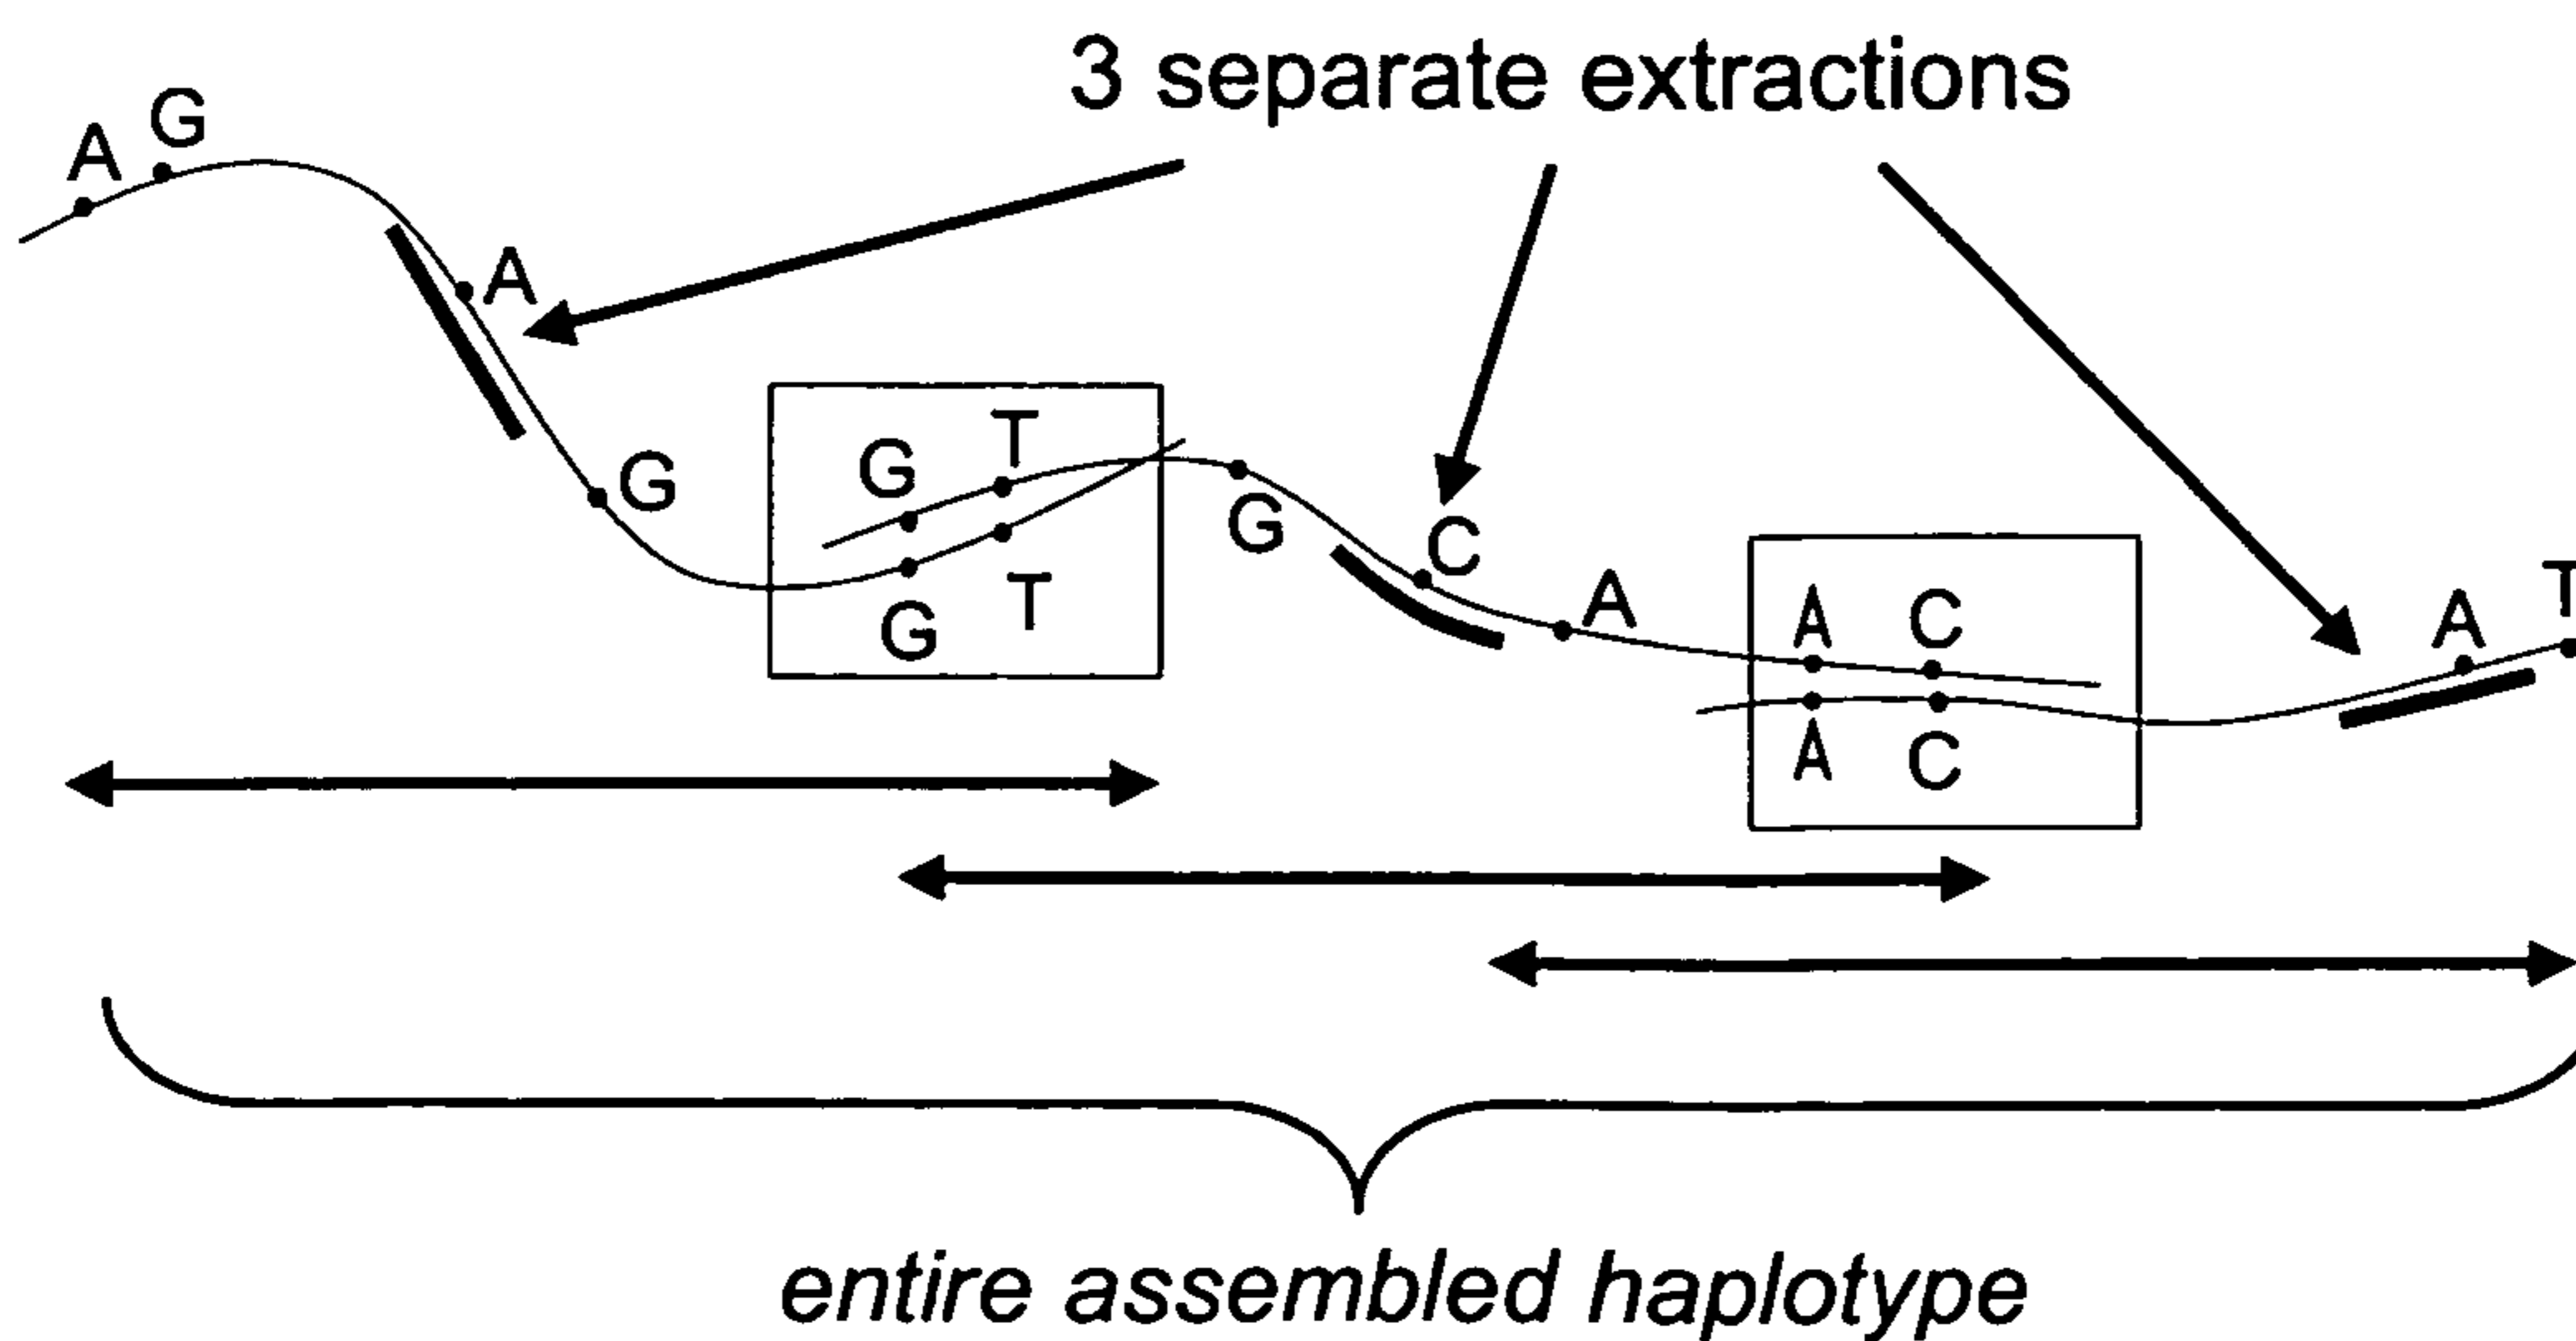 3 separate extractions
A G
A
G
G T
G T
G
C
A
A C
A C
A T
entire assembled haplotype